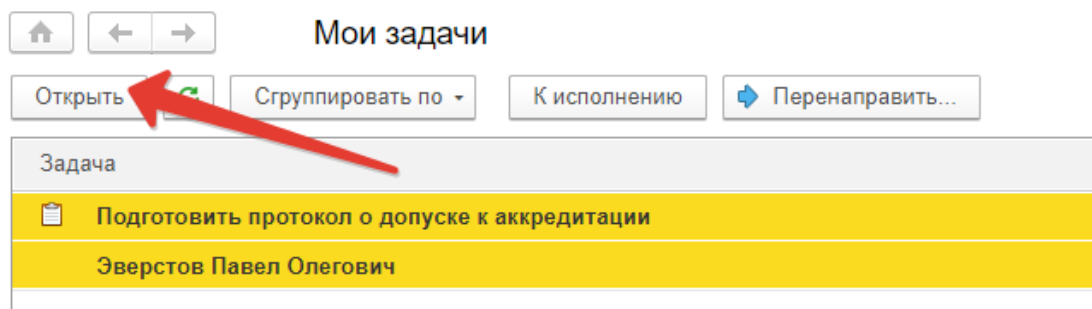 Мои задачи
Открыть Сгруппировать по К исполнению Перенаправить...
Задача
Подготовить протокол о допуске к аккредитации
Эверстов Павел Олегович